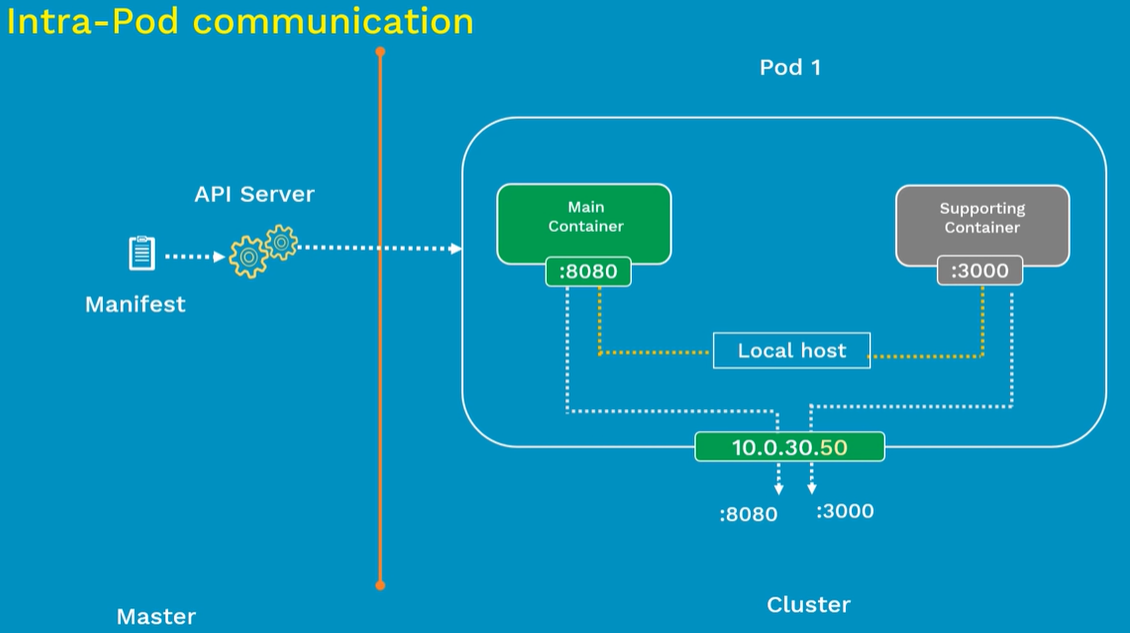 Intra-Pod communication
Pod 1
API Server
Manifest
Main
Container
:8080
Supporting
Container
:3000
Local host
10.0.30.50
:8080
:3000
Master
Cluster